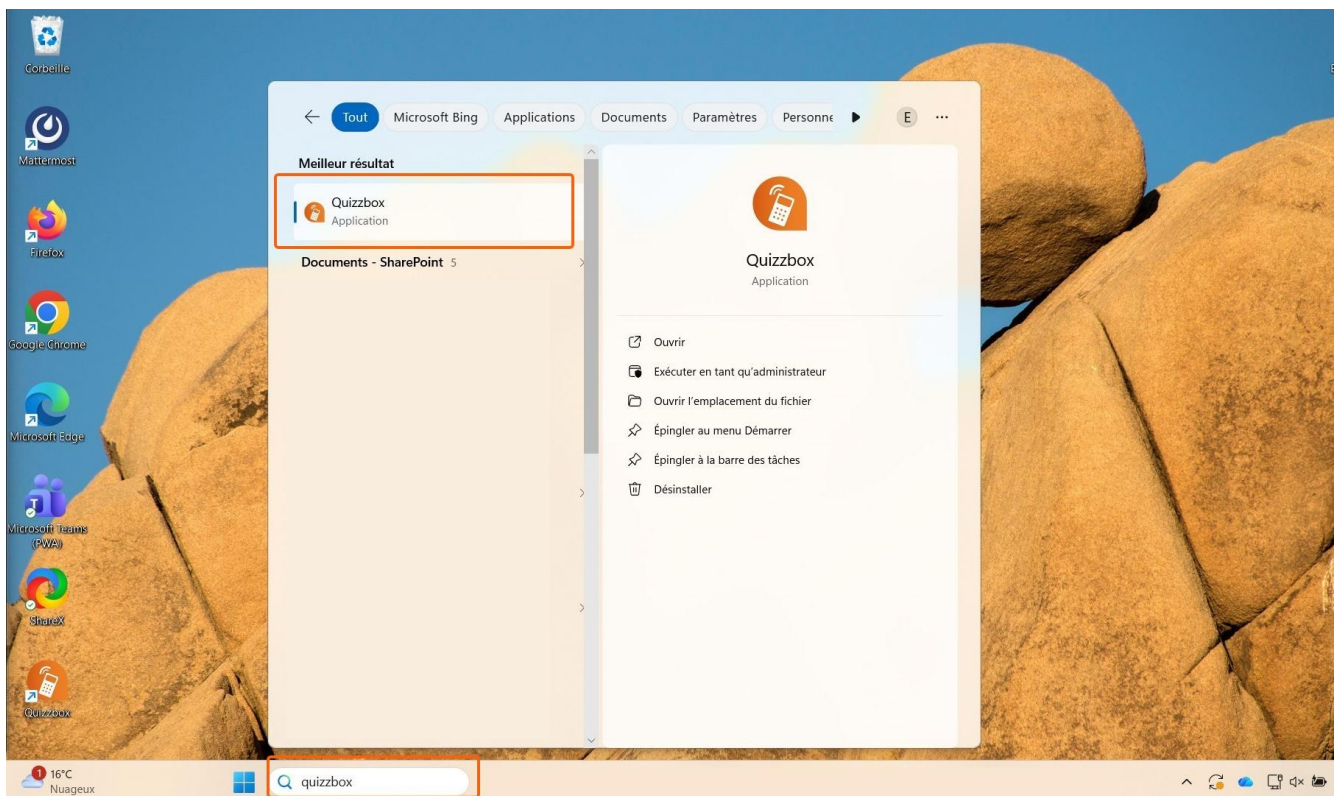 Corbeille
Mattermost
Firefox
Google Chrome
Microsoft Edge
Microsoft Teams
(PWA)
ShareX
Quizzbox
Tout Microsoft Bing Applications Documents Paramètres Personne E ...
Meilleur résultat
Quizzbox
Application
Documents - SharePoint 5
Quizzbox
Application
Ouvrir
Exécuter en tant qu'administrateur
Ouvrir l'emplacement du fichier
Épingler au menu Démarrer
Épingler à la barre des tâches
Désinstaller
1 16°C
Nuageux
quizzbox